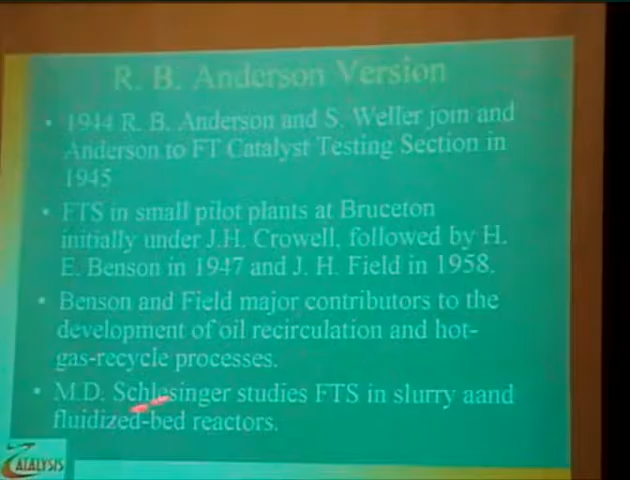 R. B. Anderson Version
• 1944 R. B. Anderson and S. Weller join and
Anderson to FT Catalyst Testing Section in
1945
• FTS in small pilot plants at Bruceton
initially under J.H. Crowell, followed by H.
E. Benson in 1947 and J. H. Field in 1958.
• Benson and Field major contributors to the
development of oil recirculation and hot-
gas-recycle processes.
• M.D. Schlesinger studies FTS in slurry aand
fluidized-bed reactors.
CATALYSIS